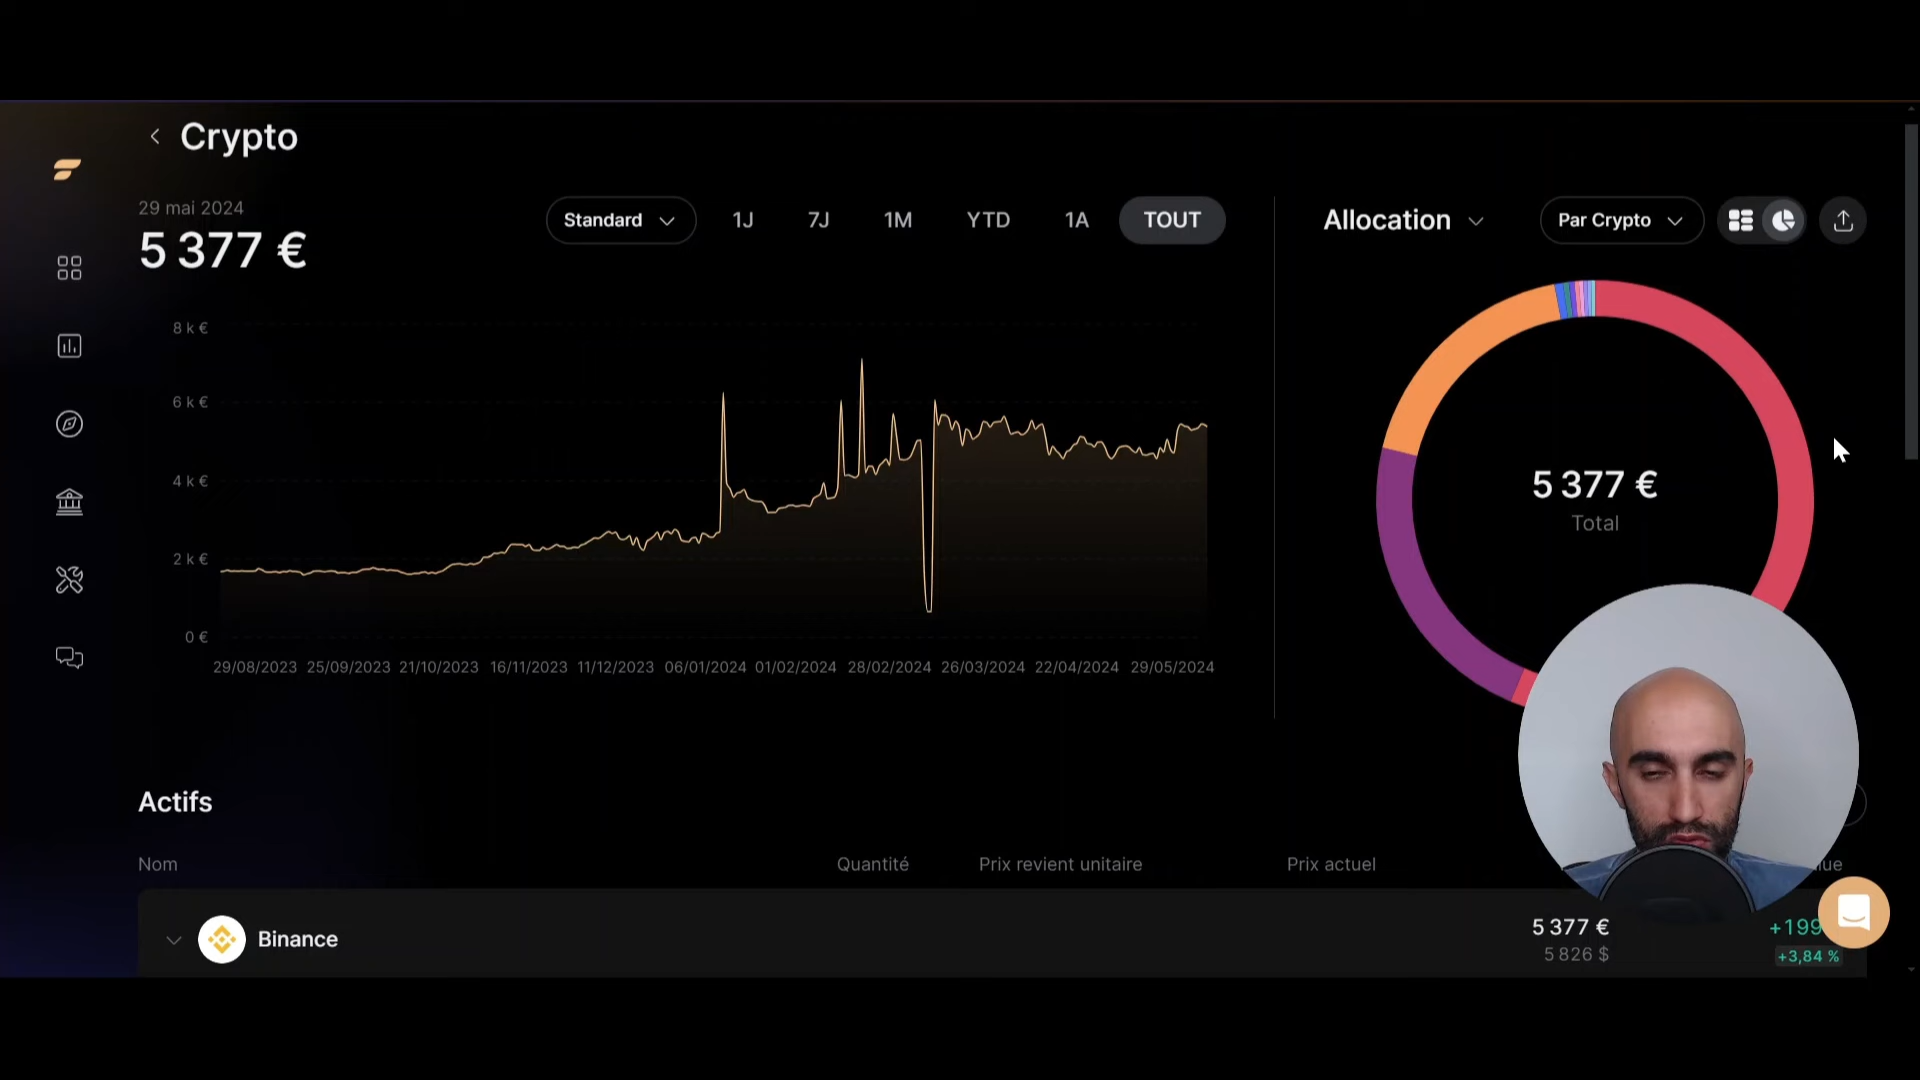 Crypto
29 mai 2024
5 377 €
Standard
1J
7J
1M
YTD
1A
TOUT
8 k €
6 k €
4 k €
2 k €
0 €
29/08/2023 25/09/2023 21/10/2023 16/11/2023 11/12/2023 06/01/2024 01/02/2024 28/02/2024 26/03/2024 22/04/2024 29/05/2024
Allocation
Par Crypto
5 377 €
Total
Actifs
Nom Quantité Prix revient unitaire Prix actuel
Binance
5 377 €
5 826 $
+199
+3,84 %